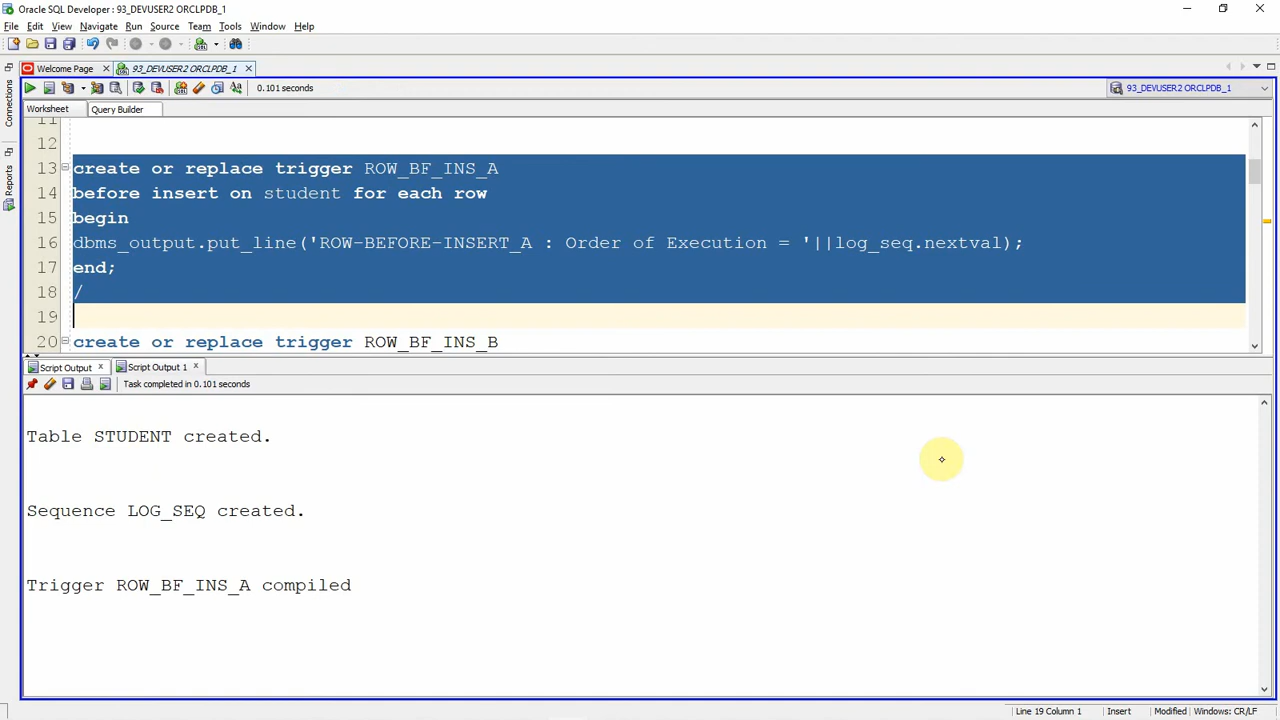 Oracle SQL Developer : 93_DEVUSER2 ORCLPDB_1
File Edit View Navigate Run Source Team Tools Window Help
Welcome Page 93_DEVUSER2 ORCLPDB_1
0.101 seconds 93_DEVUSER2 ORCLPDB_1
Worksheet Query Builder
Connections
Reports
11
12
13 create or replace trigger ROW_BF_INS_A
14 before insert on student for each row
15 begin
16 dbms_output.put_line('ROW-BEFORE-INSERT_A : Order of Execution = '||log_seq.nextval);
17 end;
18 /
19
20 create or replace trigger ROW_BF_INS_B
Script Output x Script Output 1 x
Task completed in 0.101 seconds
Table STUDENT created.
Sequence LOG_SEQ created.
Trigger ROW_BF_INS_A compiled
Line 19 Column 1 Insert Modified Windows: CR/LF